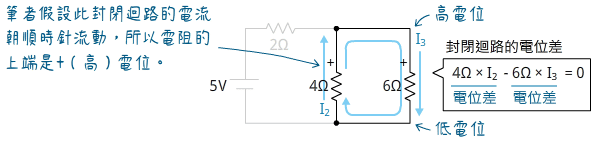 筆者假設此封閉迴路的電流
朝順時針流動，所以電阻的
上端是+（高）電位。
2Ω
5V
+
4Ω
I2
+
6Ω
高電位
I3
低電位
封閉迴路的電位差
4Ω × I2 - 6Ω × I3 = 0
電位差 電位差